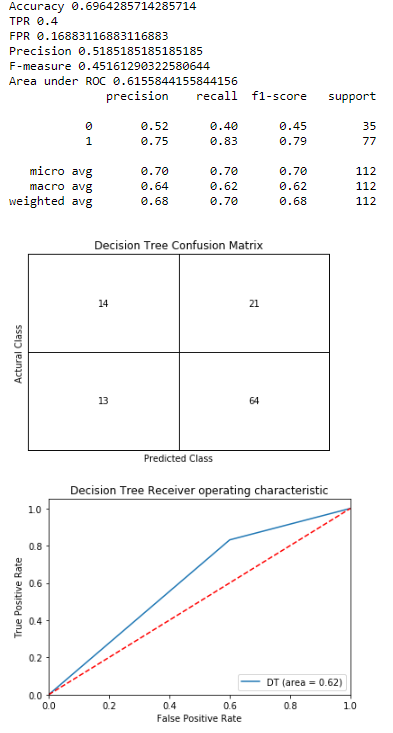 Accuracy 0.6964285714285714
TPR 0.4
FPR 0.16883116883116883
Precision 0.5185185185185185
F-measure 0.45161290322580644
Area under ROC 0.6155844155844156
precision recall f1-score support
0 0.52 0.40 0.45 35
1 0.75 0.83 0.79 77
micro avg 0.70 0.70 0.70 112
macro avg 0.64 0.62 0.62 112
weighted avg 0.68 0.70 0.68 112
Decision Tree Confusion Matrix
14 21
Actural Class
13 64
Predicted Class
Decision Tree Receiver operating characteristic
1.0
0.8
0.6
0.4
0.2
0.0
True Positive Rate
DT (area = 0.62)
0.0 0.2 0.4 0.6 0.8 1.0
False Positive Rate